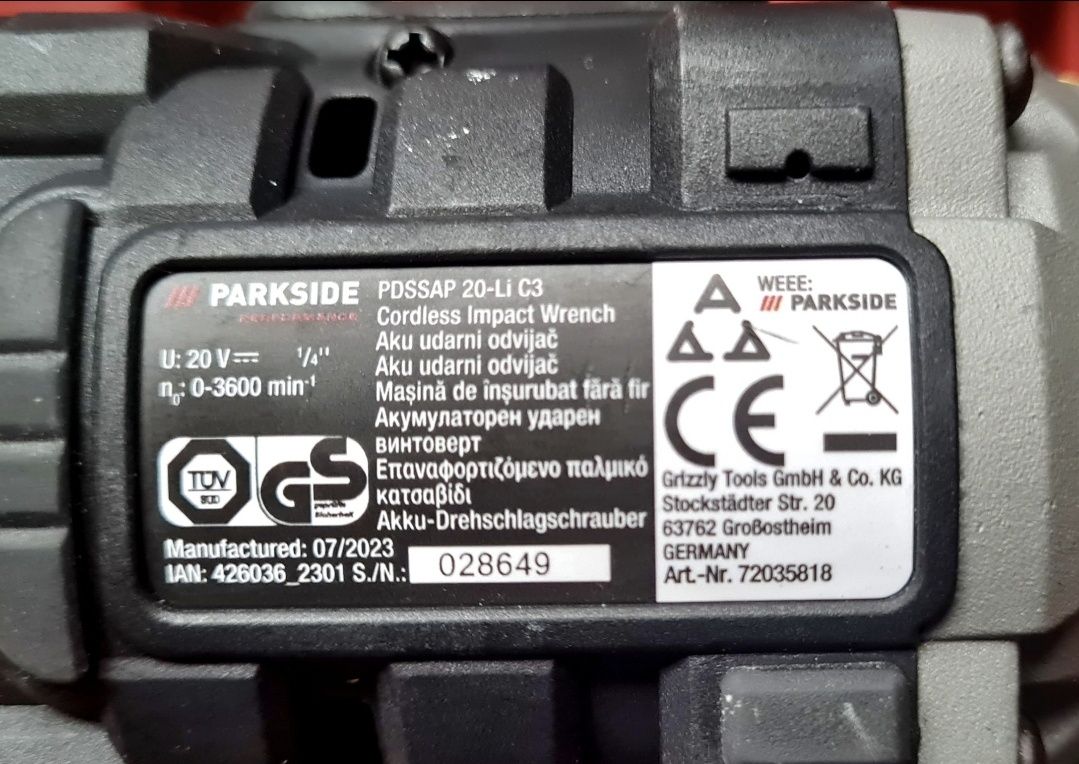 PARKSIDE
PERFORMANCE
U: 20 V 1/4"
n0: 0-3600 min-1
TÜV
SÜD
GS
geprüfte
Sicherheit
PDSSAP 20-Li C3
Cordless Impact Wrench
Aku udarni odvijač
Aku udarni odvijač
Maşină de înşurubat fără fir
Акумулаторен ударен
винтоверт
Επαναφορτιζόμενο παλμικό
κατσαβίδι
Akku-Drehschlagschrauber
Manufactured: 07/2023
IAN: 426036_2301 S./N.: 028649
WEEE:
PARKSIDE
CE
Grizzly Tools GmbH & Co. KG
Stockstädter Str. 20
63762 Großostheim
GERMANY
Art.-Nr. 72035818